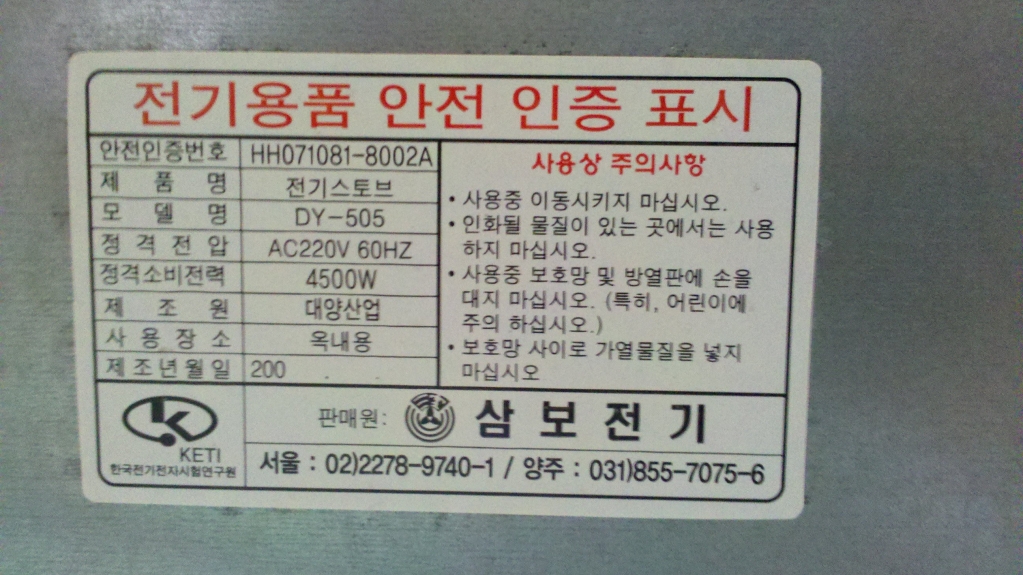 전기용품 안전 인증 표시
안전인증번호 HH071081-8002A
제 품 명 전기스토브
모 델 명 DY-505
정 격 전 압 AC220V 60HZ
정격소비전력 4500W
제 조 원 대양산업
사 용 장 소 옥내용
제 조 년 월 일 200 . .
사용상 주의사항
• 사용중 이동시키지 마십시오.
• 인화될 물질이 있는 곳에서는 사용
하지 마십시오.
• 사용중 보호망 및 방열판에 손을
대지 마십시오. (특히, 어린이에
주의 하십시오.)
• 보호망 사이로 가열물질을 넣지
마십시오
KETI
한국전기전자시험연구원
판매원: 삼 보 전 기
서울 : 02)2278-9740-1 / 양주 : 031)855-7075-6